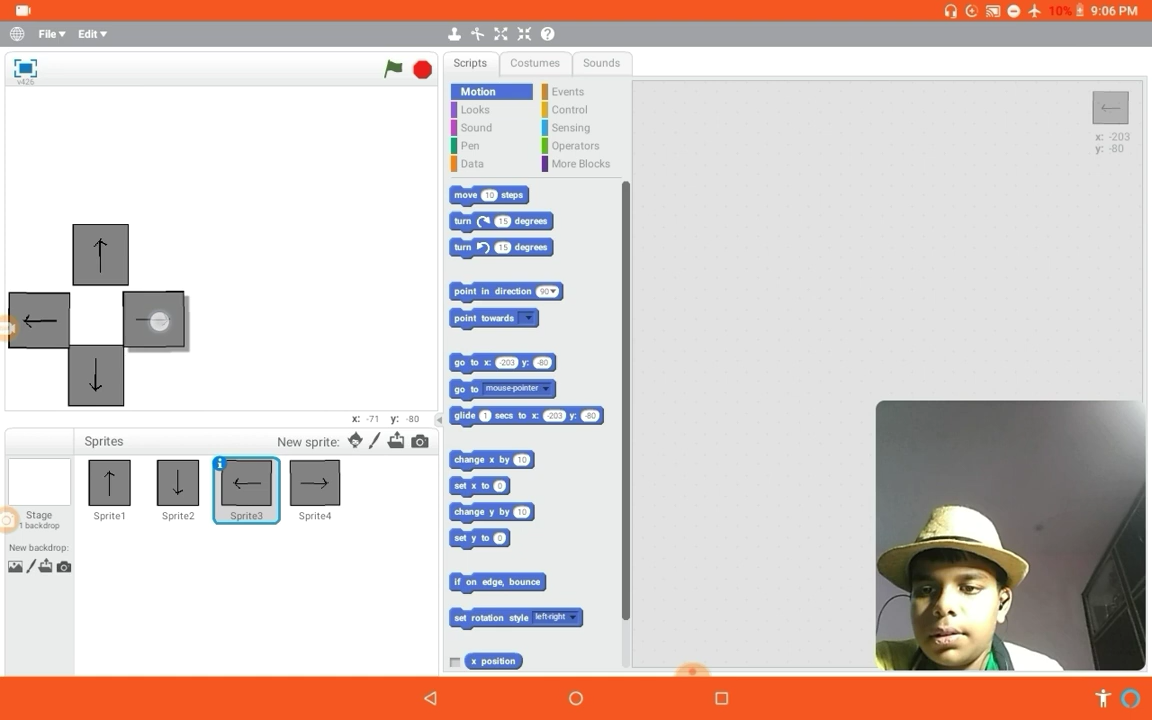 10% 9:06 PM
File▾ Edit▾
v426
Scripts Costumes Sounds
Motion Events
Looks Control
Sound Sensing
Pen Operators
Data More Blocks
x: -203
y: -80
move 10 steps
turn 15 degrees
turn 15 degrees
point in direction 90▾
point towards
go to x: -203 y: -80
go to mouse-pointer
glide 1 secs to x: -203 y: -80
change x by 10
set x to 0
change y by 10
set y to 0
if on edge, bounce
set rotation style left-right
x position
x: -71 y: -80
Sprites New sprite:
Stage
1 backdrop
New backdrop:
Sprite1 Sprite2 Sprite3 Sprite4